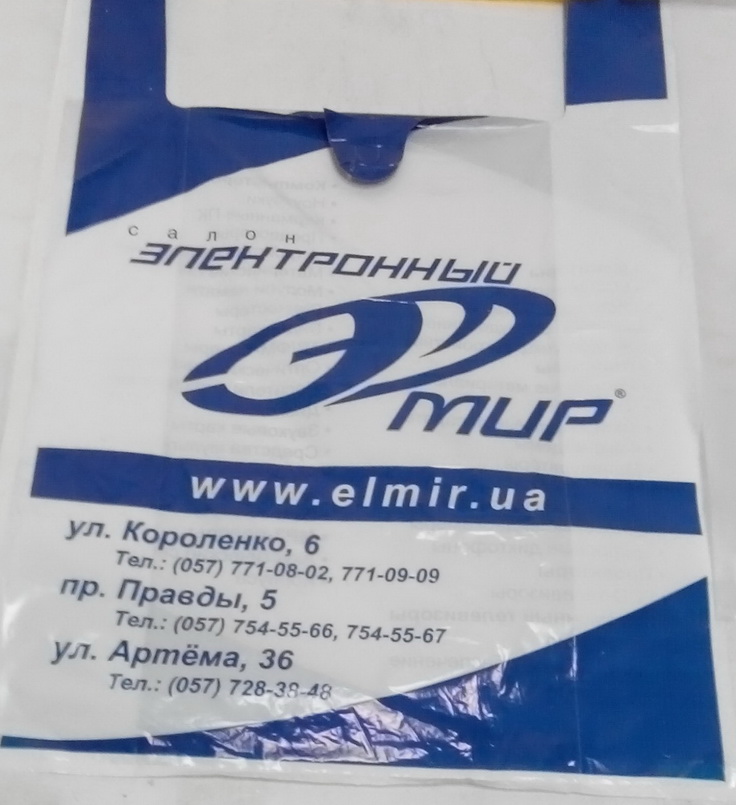 салон
ЭЛЕКТРОННЫЙ
МИР®
www.elmir.ua
ул. Короленко, 6
Тел.: (057) 771-08-02, 771-09-09
пр. Правды, 5
Тел.: (057) 754-55-66, 754-55-67
ул. Артёма, 36
Тел.: (057) 728-38-48